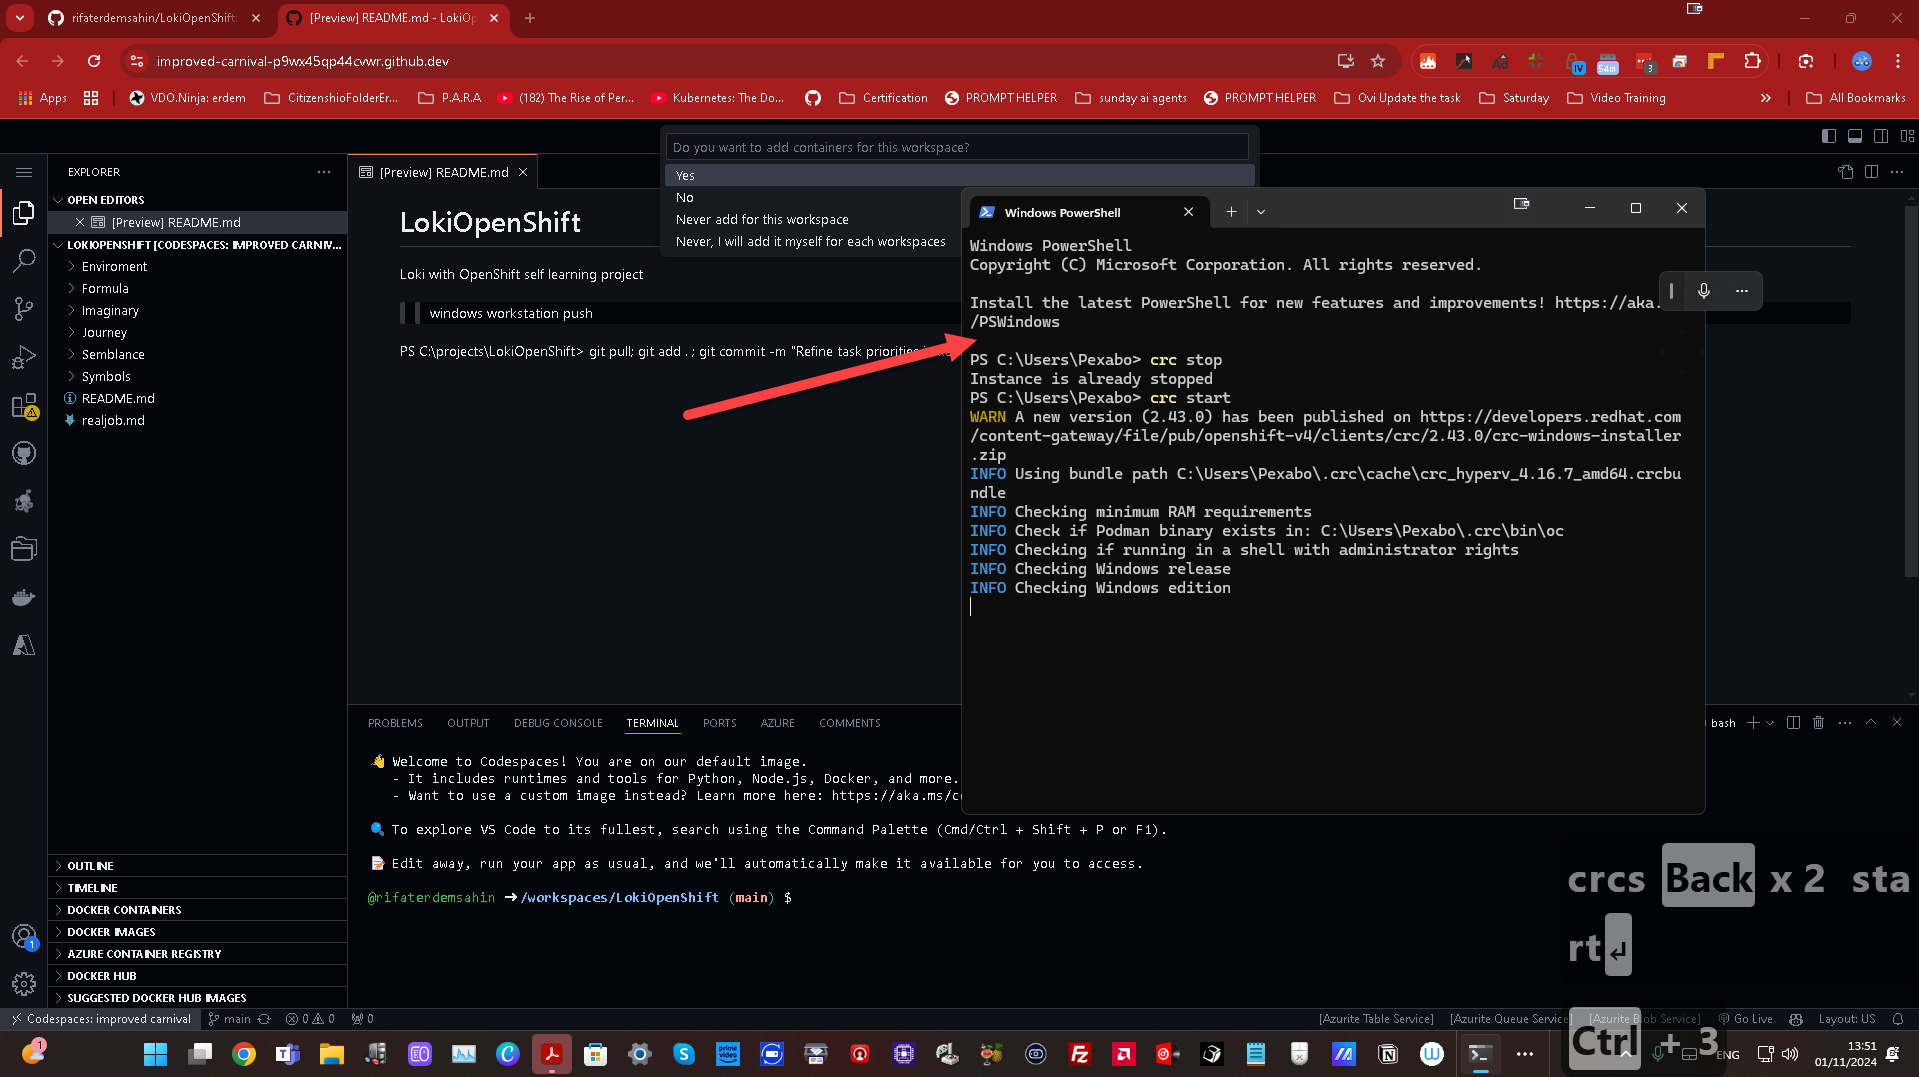 rifaterdemsahin/LokiOpenShift:
[Preview] README.md - LokiOp
improved-carnival-p9wx45qp44cvwr.github.dev
IV
54m
3
Apps
VDO.Ninja: erdem
CitizenshioFolderEr...
P.A.R.A
(182) The Rise of Per...
Kubernetes: The Do...
Certification
PROMPT HELPER
sunday ai agents
PROMPT HELPER
Ovi Update the task
Saturday
Video Training
All Bookmarks
Do you want to add containers for this workspace?
Yes
No
Never add for this workspace
Never, I will add it myself for each workspaces
EXPLORER
OPEN EDITORS
[Preview] README.md
LOKIOPENSHIFT [CODESPACES: IMPROVED CARNIV...
Enviroment
Formula
Imaginary
Journey
Semblance
Symbols
README.md
realjob.md
OUTLINE
TIMELINE
DOCKER CONTAINERS
DOCKER IMAGES
AZURE CONTAINER REGISTRY
DOCKER HUB
SUGGESTED DOCKER HUB IMAGES
[Preview] README.md
LokiOpenShift
Loki with OpenShift self learning project
windows workstation push
PS C:\projects\LokiOpenShift> git pull; git add . ; git commit -m "Refine task priorities
Windows PowerShell
Windows PowerShell
Copyright (C) Microsoft Corporation. All rights reserved.
Install the latest PowerShell for new features and improvements! https://aka.
/PSWindows
PS C:\Users\Pexabo> crc stop
Instance is already stopped
PS C:\Users\Pexabo> crc start
WARN A new version (2.43.0) has been published on https://developers.redhat.com
/content-gateway/file/pub/openshift-v4/clients/crc/2.43.0/crc-windows-installer
.zip
INFO Using bundle path C:\Users\Pexabo\.crc\cache\crc_hyperv_4.16.7_amd64.crcbu
ndle
INFO Checking minimum RAM requirements
INFO Check if Podman binary exists in: C:\Users\Pexabo\.crc\bin\oc
INFO Checking if running in a shell with administrator rights
INFO Checking Windows release
INFO Checking Windows edition
PROBLEMS
OUTPUT
DEBUG CONSOLE
TERMINAL
PORTS
AZURE
COMMENTS
bash
Welcome to Codespaces! You are on our default image.
- It includes runtimes and tools for Python, Node.js, Docker, and more.
- Want to use a custom image instead? Learn more here: https://aka.ms/c
To explore VS Code to its fullest, search using the Command Palette (Cmd/Ctrl + Shift + P or F1).
Edit away, run your app as usual, and we'll automatically make it available for you to access.
@rifaterdemsahin ➜ /workspaces/LokiOpenShift (main) $
crcs Back x 2 sta
rt↵
Ctrl + 3
1
Codespaces: improved carnival
main
0 0
0
[Azurite Table Service]
[Azurite Queue Service]
[Azurite Blob Service]
Go Live
Layout: US
1
ENG
13:51
01/11/2024